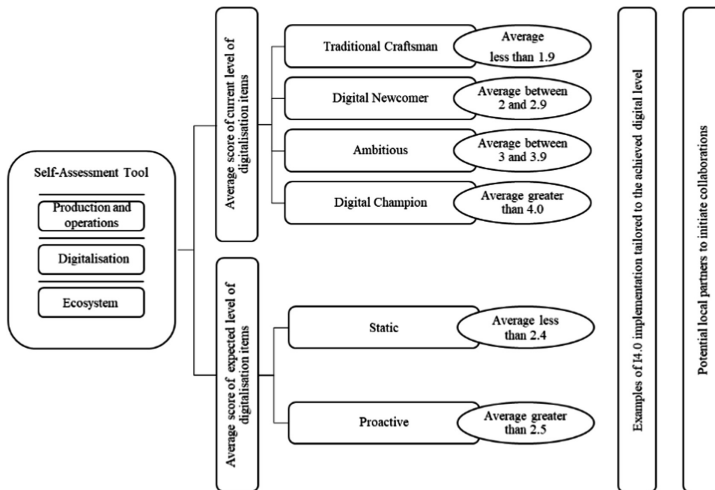 Self-Assessment Tool
Production and
operations
Digitalisation
Ecosystem
Average score of current level of
digitalisation items
Traditional Craftsman
Average
less than 1.9
Digital Newcomer
Average between
2 and 2.9
Ambitious
Average between
3 and 3.9
Digital Champion
Average greater
than 4.0
Average score of expected level of
digitalisation items
Static
Average less
than 2.4
Proactive
Average greater
than 2.5
Examples of I4.0 implementation tailored to the achieved digital level
Potential local partners to initiate collaborations